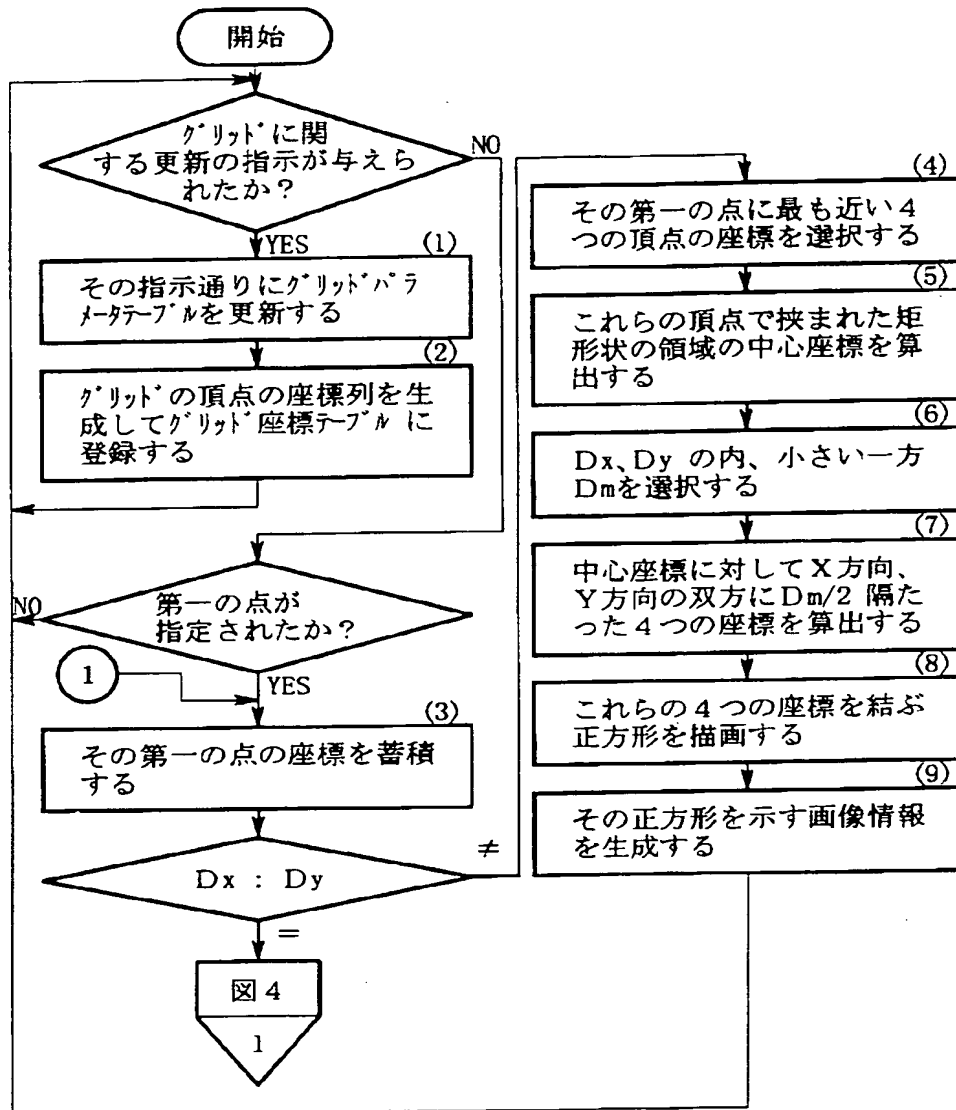 開始
グリッドに関
する更新の指示が与えら
れたか?
NO
YES
(1)
その指示通りにグリッドパラ
メータテーブルを更新する
(2)
グリッドの頂点の座標列を生
成してグリッド座標テーブルに
登録する
第一の点が
指定されたか?
NO
YES
1
(3)
その第一の点の座標を蓄積
する
Dx : Dy
≠
=
図4
1
(4)
その第一の点に最も近い4
つの頂点の座標を選択する
(5)
これらの頂点で挟まれた矩
形状の領域の中心座標を算
出する
(6)
Dx、Dy の内、小さい一方
Dmを選択する
(7)
中心座標に対してX方向、
Y方向の双方にDm/2 隔た
った4つの座標を算出する
(8)
これらの4つの座標を結ぶ
正方形を描画する
(9)
その正方形を示す画像情報
を生成する